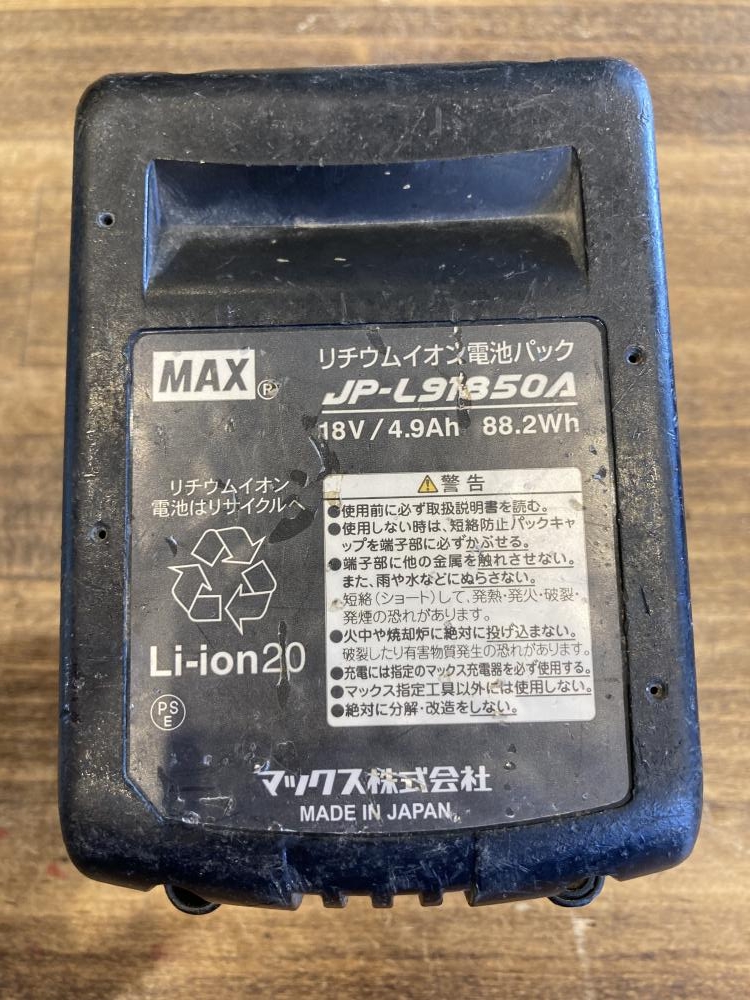 MAX®
リチウムイオン電池パック
JP-L91850A
18V/4.9Ah 88.2Wh
リチウムイオン
電池はリサイクルへ
Li-ion20
PS
E
⚠警告
●使用前に必ず取扱説明書を読む。
●使用しない時は、短絡防止パックキャ
ップを端子部に必ずかぶせる。
●端子部に他の金属を触れさせない。
また、雨や水などにぬらさない。
短絡(ショート)して、発熱・発火・破裂・
発煙の恐れがあります。
●火中や焼却炉に絶対に投げ込まない。
破裂したり有害物質発生の恐れがあります。
●充電には指定のマックス充電器を必ず使用する。
●マックス指定工具以外には使用しない。
●絶対に分解・改造をしない。
マックス株式会社
MADE IN JAPAN